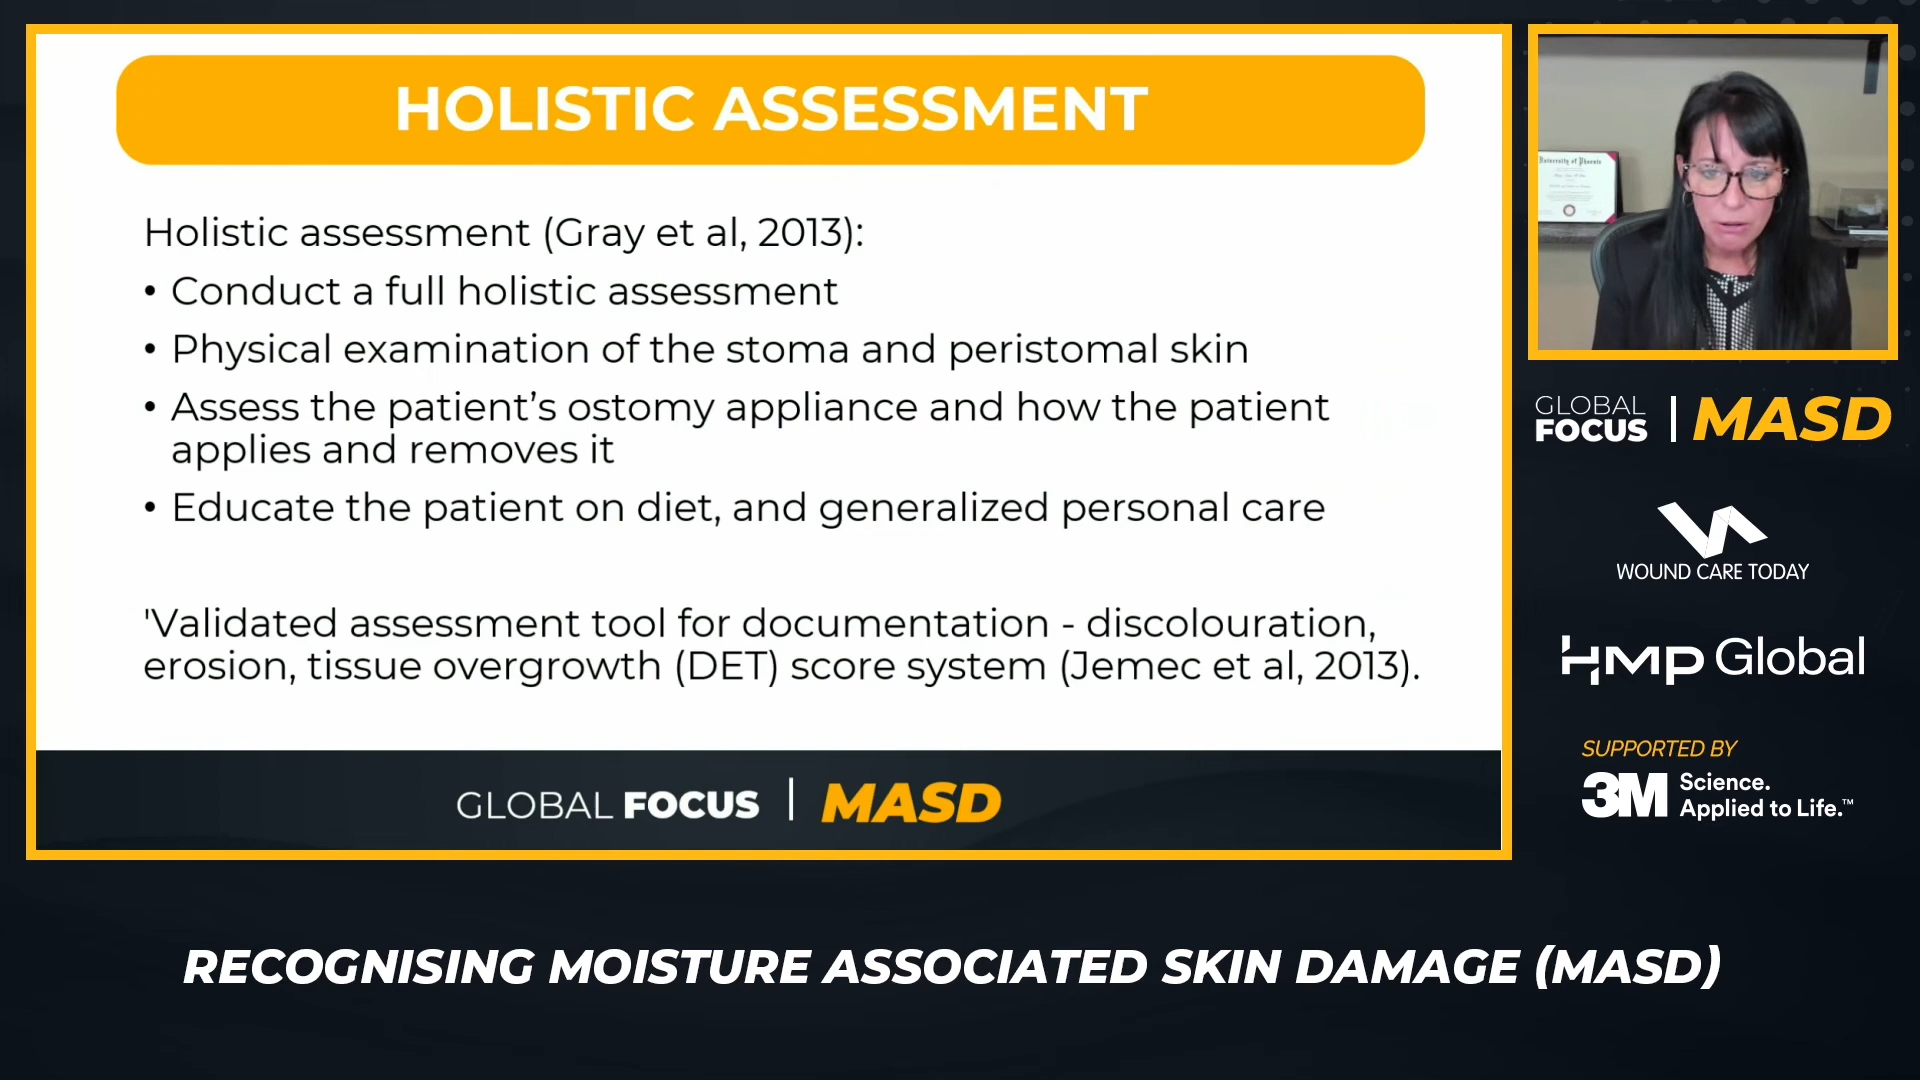 HOLISTIC ASSESSMENT
Holistic assessment (Gray et al, 2013):
• Conduct a full holistic assessment
• Physical examination of the stoma and peristomal skin
• Assess the patient’s ostomy appliance and how the patient
applies and removes it
• Educate the patient on diet, and generalized personal care
'Validated assessment tool for documentation - discolouration,
erosion, tissue overgrowth (DET) score system (Jemec et al, 2013).
GLOBAL FOCUS | MASD
University of Phoenix
GLOBAL
FOCUS | MASD
WOUND CARE TODAY
HMP Global
SUPPORTED BY
3M Science.
Applied to Life.™
RECOGNISING MOISTURE ASSOCIATED SKIN DAMAGE (MASD)